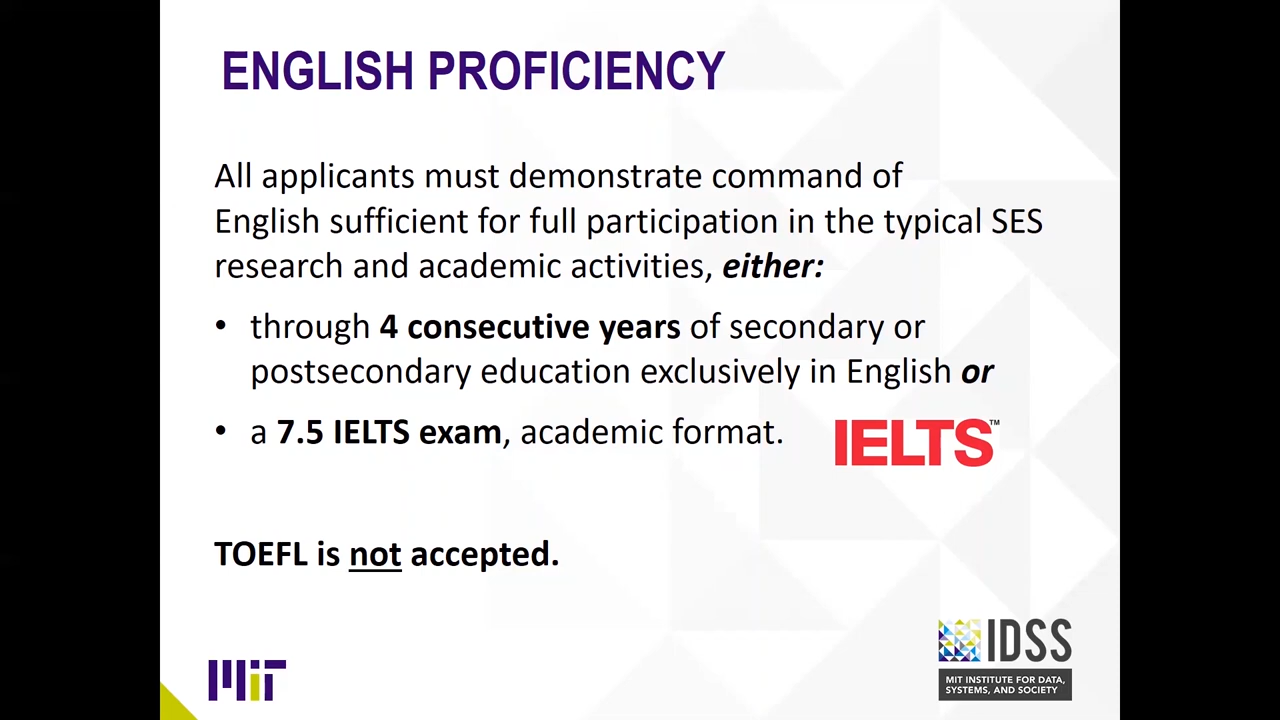 ENGLISH PROFICIENCY
All applicants must demonstrate command of
English sufficient for full participation in the typical SES
research and academic activities, either:
• through 4 consecutive years of secondary or
postsecondary education exclusively in English or
• a 7.5 IELTS exam, academic format.
IELTS™
TOEFL is not accepted.
MIT
IDSS
MIT INSTITUTE FOR DATA,
SYSTEMS, AND SOCIETY